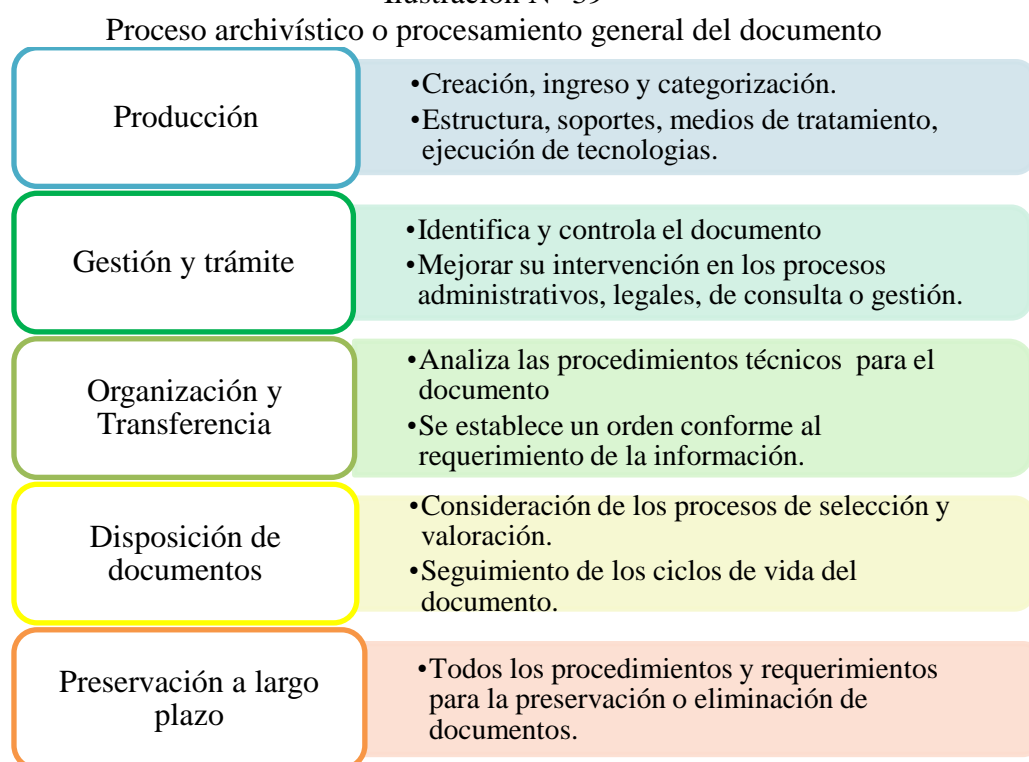 Ilustración N° 39
Proceso archivístico o procesamiento general del documento
Producción
•Creación, ingreso y categorización.
•Estructura, soportes, medios de tratamiento,
ejecución de tecnologias.
Gestión y trámite
•Identifica y controla el documento
•Mejorar su intervención en los procesos
administrativos, legales, de consulta o gestión.
Organización y
Transferencia
•Analiza las procedimientos técnicos para el
documento
•Se establece un orden conforme al
requerimiento de la información.
Disposición de
documentos
•Consideración de los procesos de selección y
valoración.
•Seguimiento de los ciclos de vida del
documento.
Preservación a largo
plazo
•Todos los procedimientos y requerimientos
para la preservación o eliminación de
documentos.